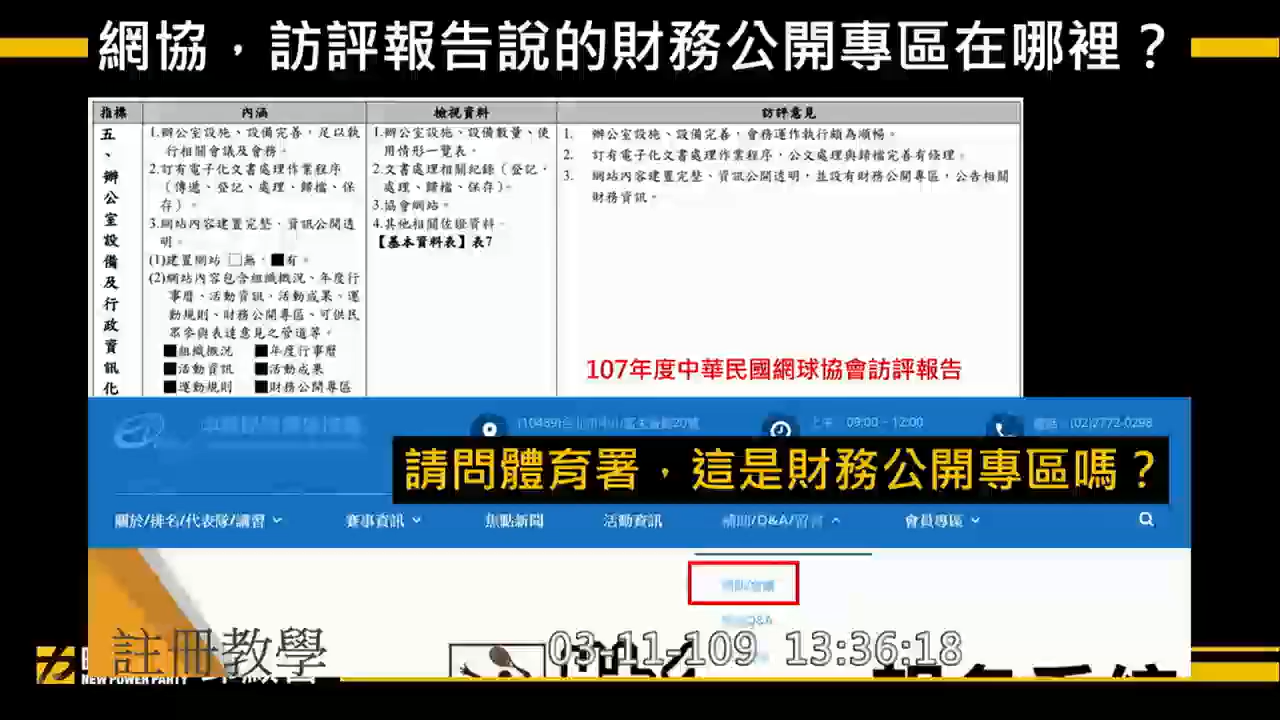 網協，訪評報告說的財務公開專區在哪裡？
指標
內涵
檢視資料
訪評意見
五、辦公室設備及行政資訊化
1.辦公室設施、設備完善，足以執
行相關會議及會務。
2.訂有電子化文書處理作業程序
（傳遞、登記、處理、歸檔、保
存）。
3.網站內容建置完整、資訊公開透
明。
(1)建置網站 □無，■有。
(2)網站內容包含組織概況、年度行
事曆、活動資訊、活動成果、運
動規則、財務公開專區、可供民
眾參與表達意見之管道等。
■組織概況 ■年度行事曆
■活動資訊 ■活動成果
■運動規則 ■財務公開專區
1.辦公室設施、設備數量、使
用情形一覽表。
2.文書處理相關紀錄（登記、
處理、歸檔、保存）。
3.協會網站。
4.其他相關佐證資料。
【基本資料表】表7
1. 辦公室設施、設備完善，會務運作執行頗為順暢。
2. 訂有電子化文書處理作業程序，公文處理與歸檔完善有條理。
3. 網站內容建置完整、資訊公開透明，並設有財務公開專區，公告相關
財務資訊。
107年度中華民國網球協會訪評報告
上午 09:00 - 12:00
電話：(02)2772-0298
請問體育署，這是財務公開專區嗎？
關於/排名/代表隊/講習
賽事資訊
焦點新聞
活動資訊
補助/Q&A/留言
會員專區
註冊教學
03-11-109 13:36:18
NEW POWER PARTY